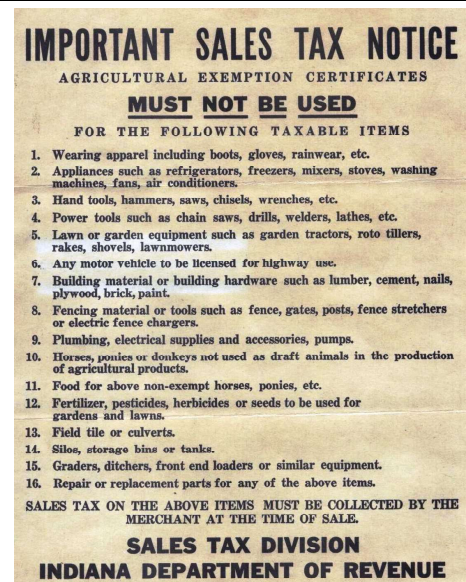 IMPORTANT SALES TAX NOTICE
AGRICULTURAL EXEMPTION CERTIFICATES
MUST NOT BE USED
FOR THE FOLLOWING TAXABLE ITEMS
1. Wearing apparel including boots, gloves, rainwear, etc.
2. Appliances such as refrigerators, freezers, mixers, stoves, washing
machines, fans, air conditioners.
3. Hand tools, hammers, saws, chisels, wrenches, etc.
4. Power tools such as chain saws, drills, welders, lathes, etc.
5. Lawn or garden equipment such as garden tractors, roto tillers,
rakes, shovels, lawnmowers.
6. Any motor vehicle to be licensed for highway use.
7. Building material or building hardware such as lumber, cement, nails,
plywood, brick, paint.
8. Fencing material or tools such as fence, gates, posts, fence stretchers
or electric fence chargers.
9. Plumbing, electrical supplies and accessories, pumps.
10. Horses, ponies or donkeys not used as draft animals in the production
of agricultural products.
11. Food for above non-exempt horses, ponies, etc.
12. Fertilizer, pesticides, herbicides or seeds to be used for
gardens and lawns.
13. Field tile or culverts.
14. Silos, storage bins or tanks.
15. Graders, ditchers, front end loaders or similar equipment.
16. Repair or replacement parts for any of the above items.
SALES TAX ON THE ABOVE ITEMS MUST BE COLLECTED BY THE
MERCHANT AT THE TIME OF SALE.
SALES TAX DIVISION
INDIANA DEPARTMENT OF REVENUE